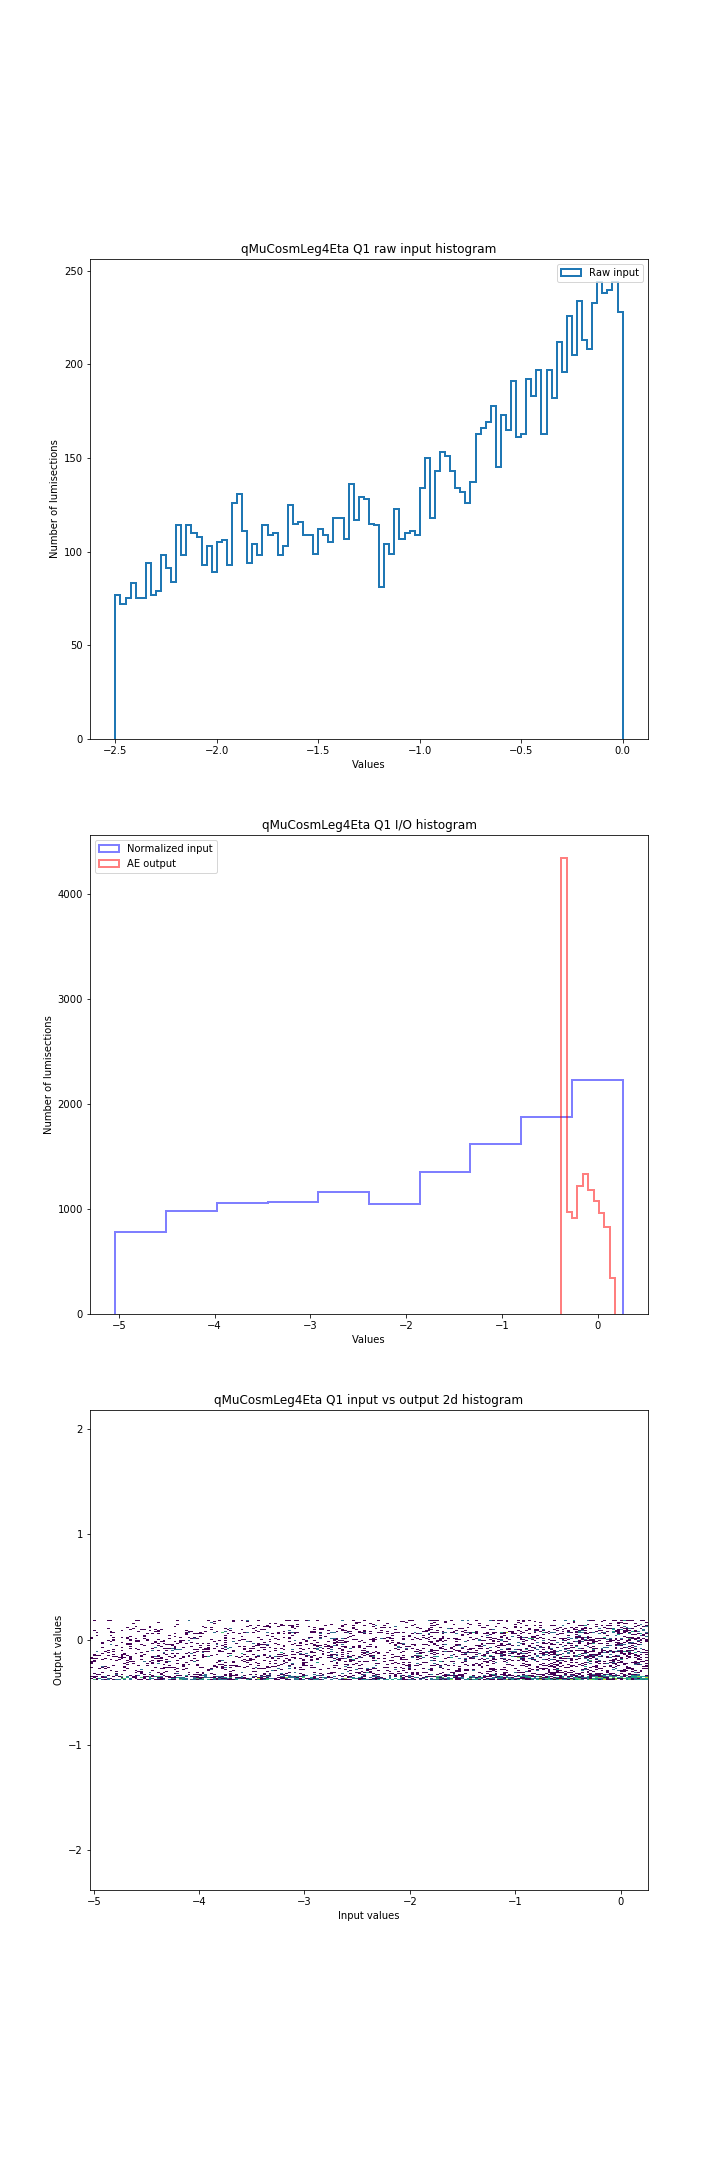 qMuCosmLeg4Eta Q1 raw input histogram
Raw input
250
200
150
100
50
0
Number of lumisections
−2.5 −2.0 −1.5 −1.0 −0.5 0.0
Values
qMuCosmLeg4Eta Q1 I/O histogram
Normalized input
AE output
4000
3000
2000
1000
0
Number of lumisections
−5 −4 −3 −2 −1 0
Values
qMuCosmLeg4Eta Q1 input vs output 2d histogram
2
1
0
−1
−2
Output values
−5 −4 −3 −2 −1 0
Input values